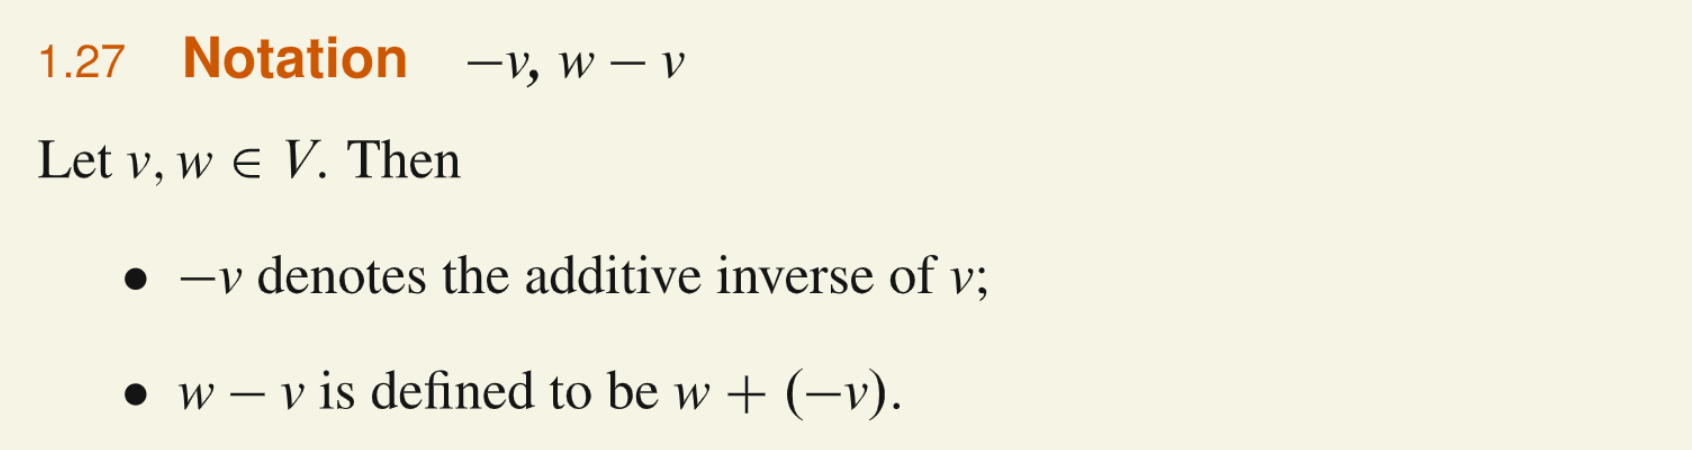 1.27 Notation −v, w − v
Let v, w ∈ V. Then
• −v denotes the additive inverse of v;
• w − v is defined to be w + (−v).